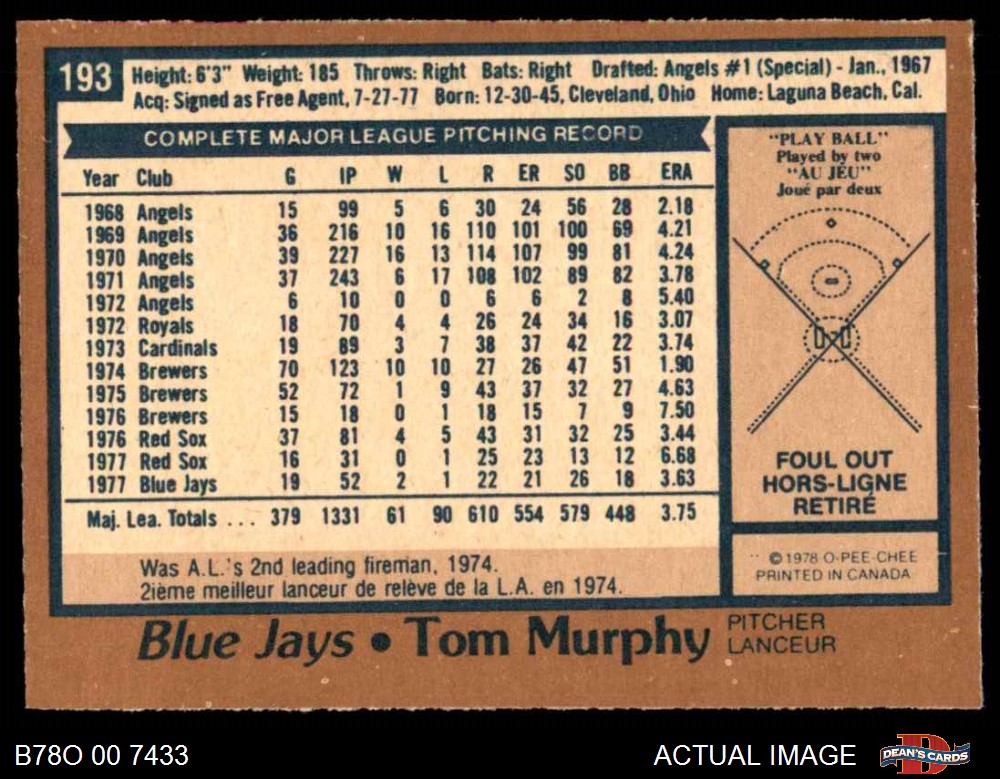 193
Height: 6'3" Weight: 185 Throws: Right Bats: Right Drafted: Angels #1 (Special) - Jan., 1967
Acq: Signed as Free Agent, 7-27-77 Born: 12-30-45, Cleveland, Ohio Home: Laguna Beach, Cal.
COMPLETE MAJOR LEAGUE PITCHING RECORD
Year Club G IP W L R ER SO BB ERA
1968 Angels 15 99 5 6 30 24 56 28 2.18
1969 Angels 36 216 10 16 110 101 100 69 4.21
1970 Angels 39 227 16 13 114 107 99 81 4.24
1971 Angels 37 243 6 17 108 102 89 82 3.78
1972 Angels 6 10 0 0 6 6 2 8 5.40
1972 Royals 18 70 4 4 26 24 34 16 3.07
1973 Cardinals 19 89 3 7 38 37 42 22 3.74
1974 Brewers 70 123 10 10 27 26 47 51 1.90
1975 Brewers 52 72 1 9 43 37 32 27 4.63
1976 Brewers 15 18 0 1 18 15 7 9 7.50
1976 Red Sox 37 81 4 5 43 31 32 25 3.44
1977 Red Sox 16 31 0 1 25 23 13 12 6.68
1977 Blue Jays 19 52 2 1 22 21 26 18 3.63
Maj. Lea. Totals ... 379 1331 61 90 610 554 579 448 3.75
Was A.L.'s 2nd leading fireman, 1974.
2ième meilleur lanceur de relève de la L.A. en 1974.
"PLAY BALL"
Played by two
"AU JEU"
Joué par deux
FOUL OUT
HORS-LIGNE
RETIRÉ
©1978 O-PEE-CHEE
PRINTED IN CANADA
Blue Jays • Tom Murphy
PITCHER
LANCEUR
B78O 00 7433
ACTUAL IMAGE
DEAN'S CARDS